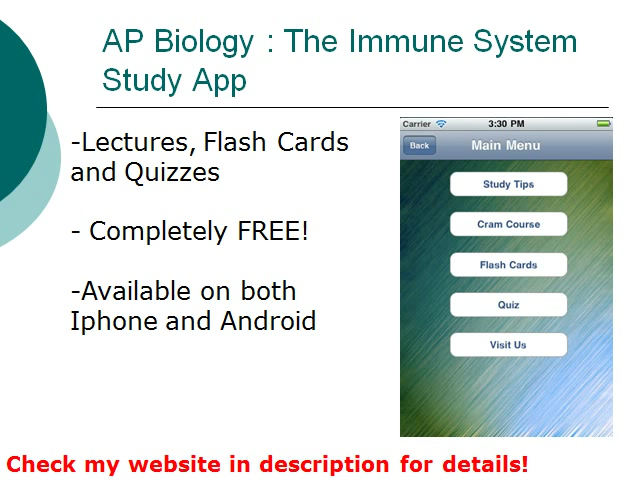 AP Biology : The Immune System
Study App
-Lectures, Flash Cards
and Quizzes
- Completely FREE!
-Available on both
Iphone and Android
Carrier 3:30 PM
Back Main Menu
Study Tips
Cram Course
Flash Cards
Quiz
Visit Us
Check my website in description for details!